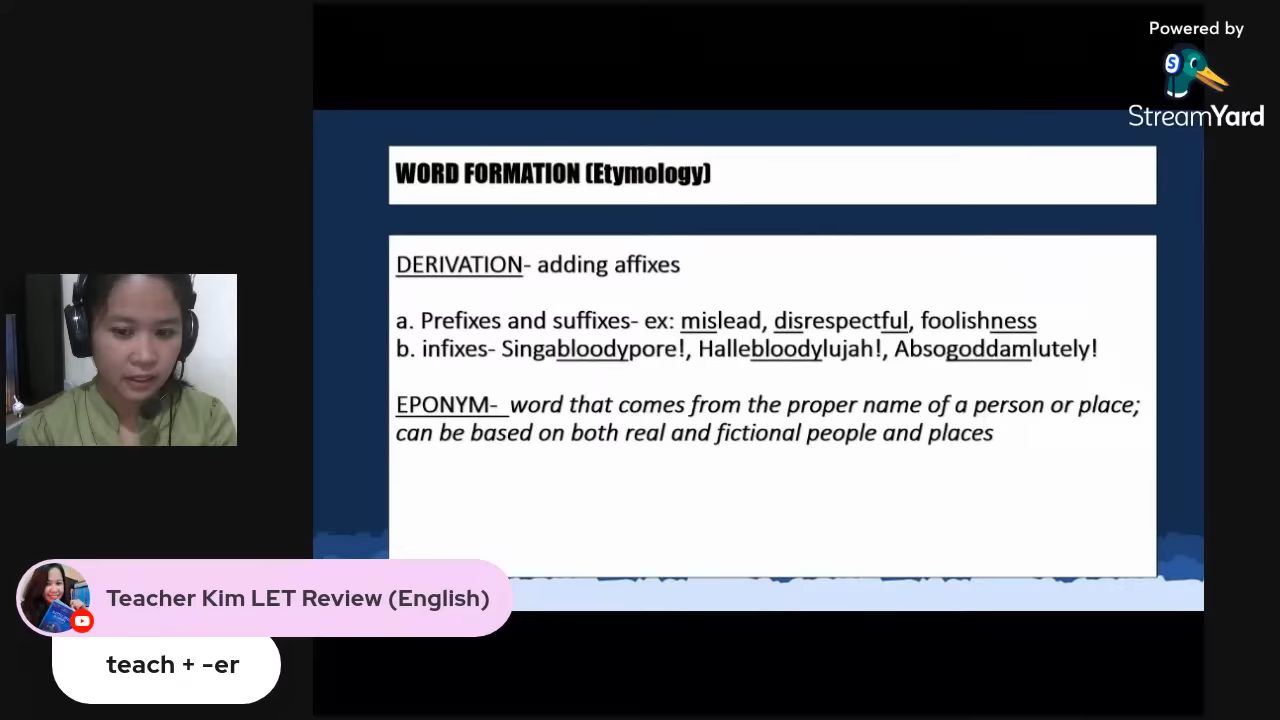 Powered by
StreamYard
WORD FORMATION (Etymology)
DERIVATION- adding affixes
a. Prefixes and suffixes- ex: mislead, disrespectful, foolishness
b. infixes- Singabloodypore!, Hallebloodylujah!, Absogoddamlutely!
EPONYM- word that comes from the proper name of a person or place;
can be based on both real and fictional people and places
Teacher Kim LET Review (English)
teach + -er